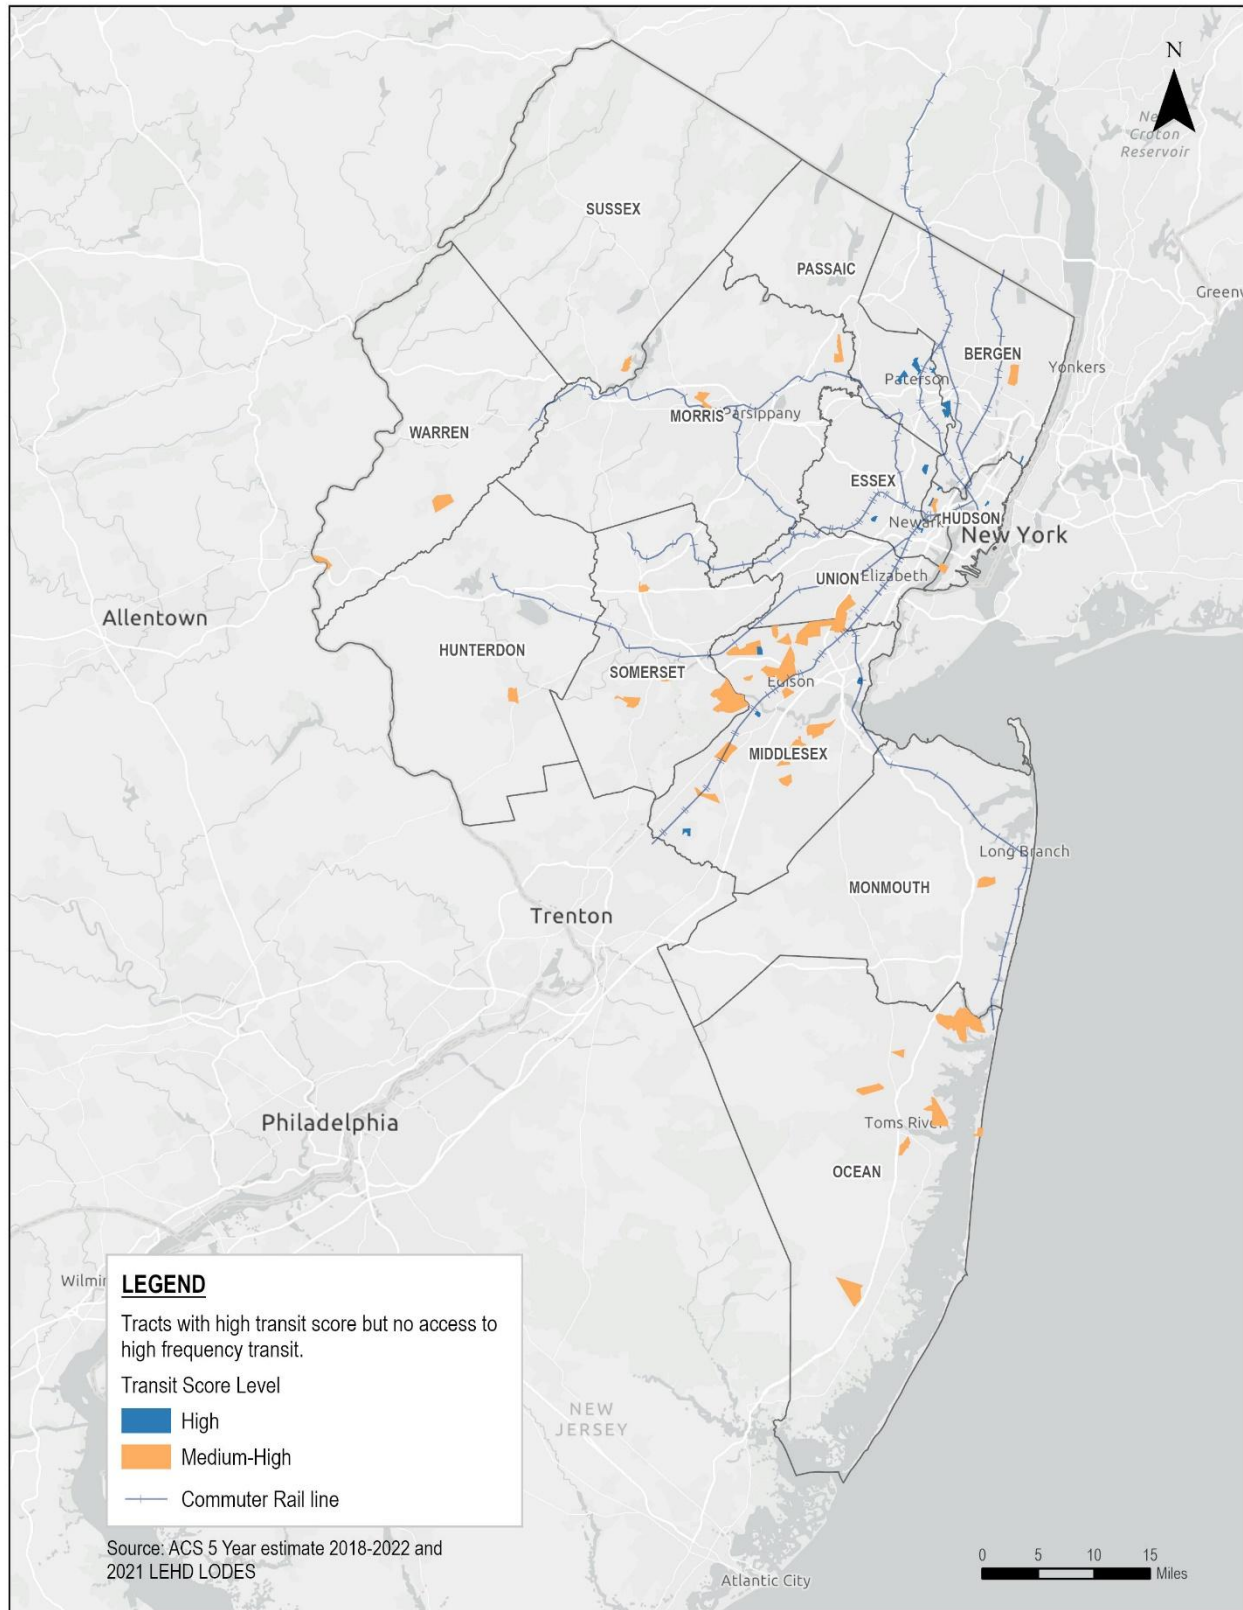 N
New
Croton
Reservoir
SUSSEX
PASSAIC
Greenv
BERGEN
Yonkers
Paterson
MORRIS
Parsippany
WARREN
ESSEX
Newark
HUDSON
New York
UNION
Elizabeth
Allentown
HUNTERDON
SOMERSET
Edison
MIDDLESEX
Long Branch
MONMOUTH
Trenton
Philadelphia
Toms River
OCEAN
Wilmin
LEGEND
Tracts with high transit score but no access to
high frequency transit.
Transit Score Level
High
Medium-High
Commuter Rail line
NEW
JERSEY
Source: ACS 5 Year estimate 2018-2022 and
2021 LEHD LODES
0 5 10 15
Miles
Atlantic City